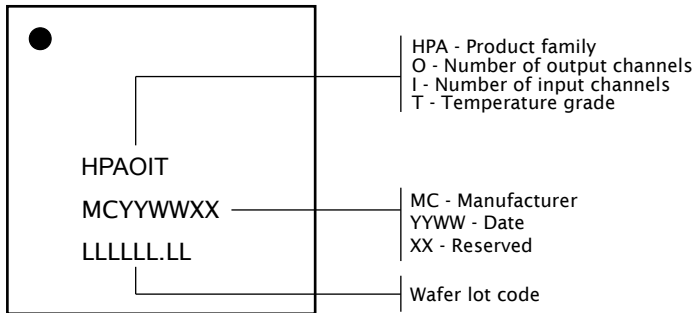 HPA - Product family
O - Number of output channels
I - Number of input channels
T - Temperature grade
HPAOIT
MCYYWWXX
MC - Manufacturer
YYWW - Date
XX - Reserved
LLLLLL.LL
Wafer lot code